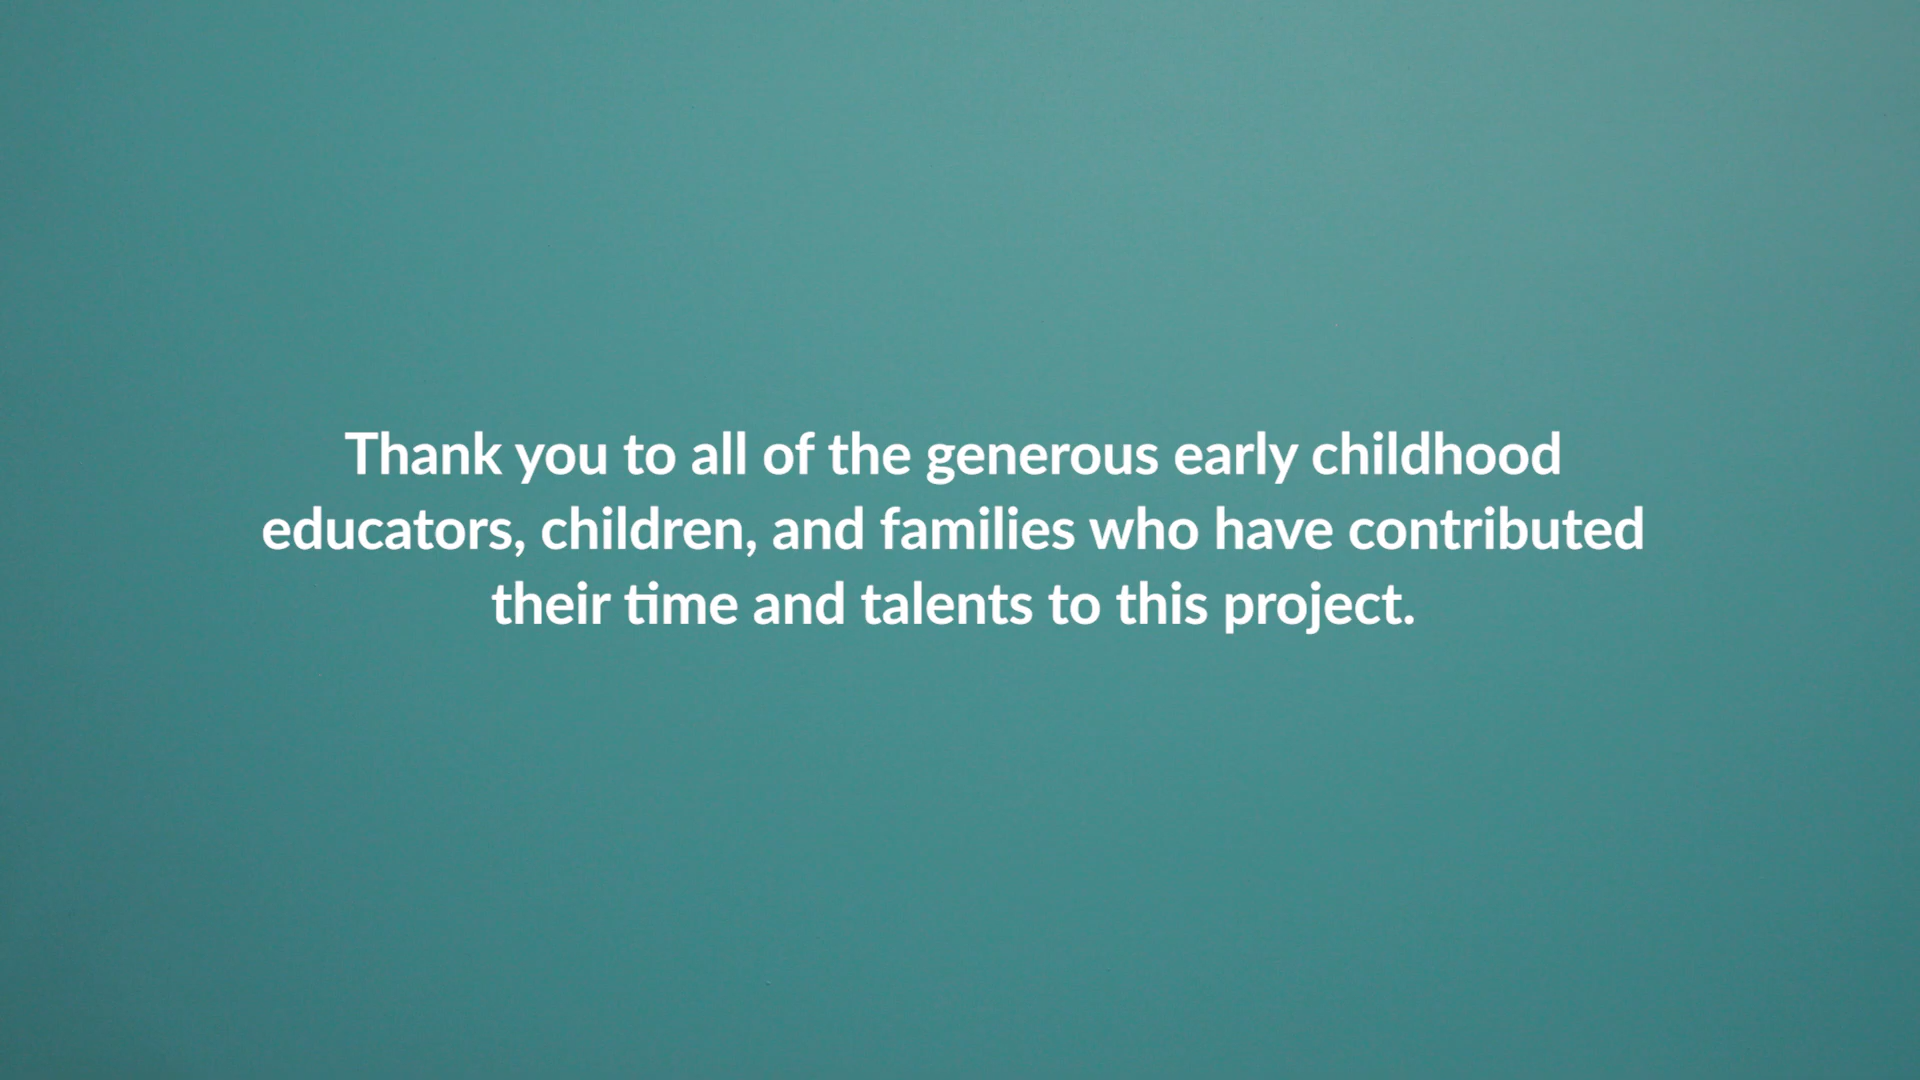 Thank you to all of the generous early childhood
educators, children, and families who have contributed
their time and talents to this project.